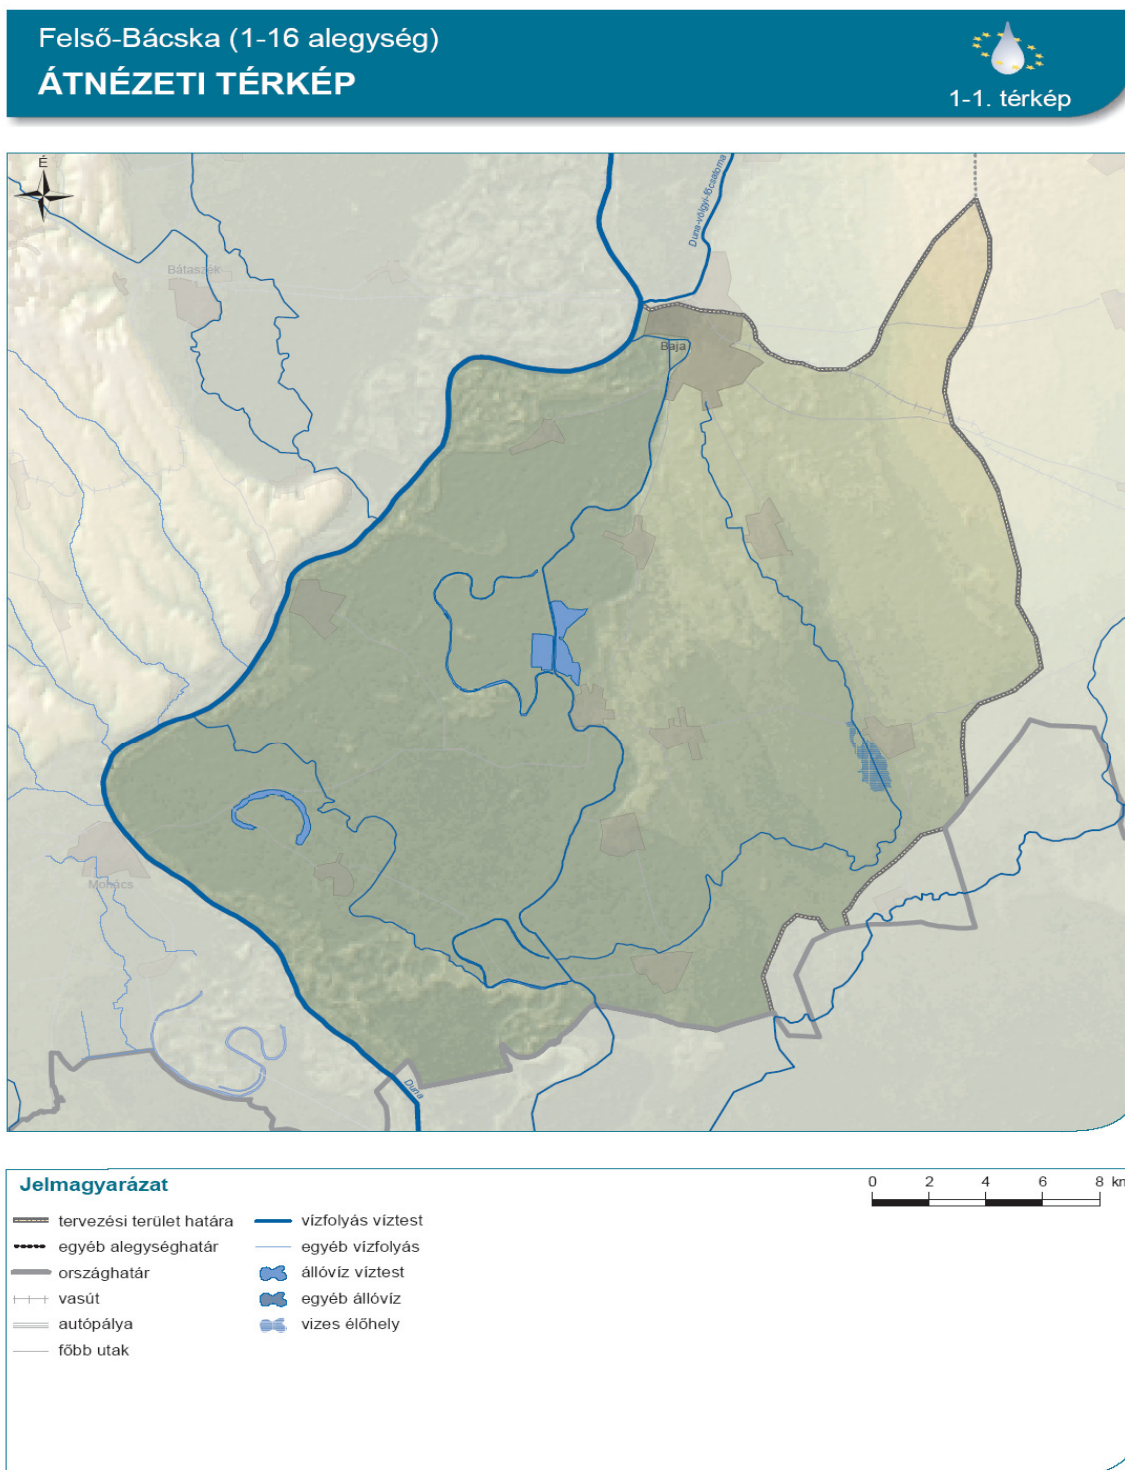 Felső-Bácska (1-16 alegység)
ÁTNÉZETI TÉRKÉP
1-1. térkép
É
Duna-völgyi-főcsatorna
Bátaszék
Baja
Mohács
Duna
Jelmagyarázat
tervezési terület határa
egyéb alegységhatár
országhatár
vasút
autópálya
főbb utak
vízfolyás víztest
egyéb vízfolyás
állóvíz víztest
egyéb állóvíz
vizes élőhely
0 2 4 6 8 km